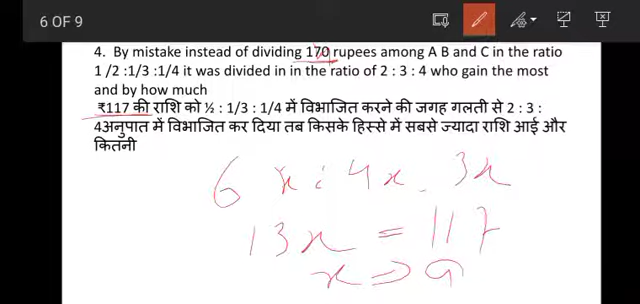 6 OF 9
4. By mistake instead of dividing 170 rupees among A B and C in the ratio
1 /2 :1/3 :1/4 it was divided in in the ratio of 2 : 3 : 4 who gain the most
and by how much
₹117 की राशि को ½ : 1/3 : 1/4 में विभाजित करने की जगह गलती से 2 : 3 :
4अनुपात में विभाजित कर दिया तब किसके हिस्से में सबसे ज्यादा राशि आई और
कितनी
6 x : 4x . 3x
13x = 117
x => 9